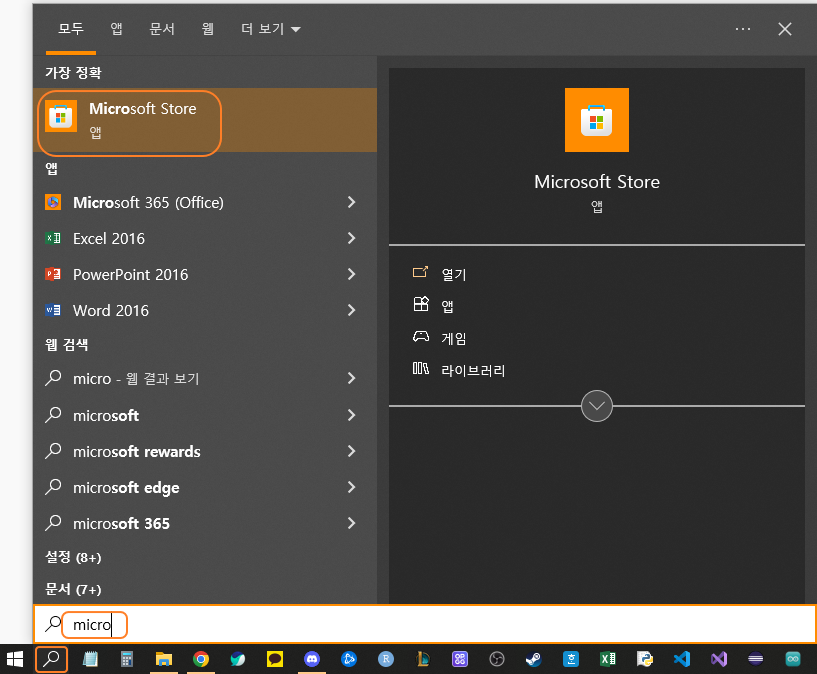 모두 앱 문서 웹 더 보기
가장 정확
Microsoft Store
앱
앱
Microsoft 365 (Office)
Excel 2016
PowerPoint 2016
Word 2016
웹 검색
micro - 웹 결과 보기
microsoft
microsoft rewards
microsoft edge
microsoft 365
설정 (8+)
문서 (7+)
micro
Microsoft Store
앱
열기
앱
게임
라이브러리